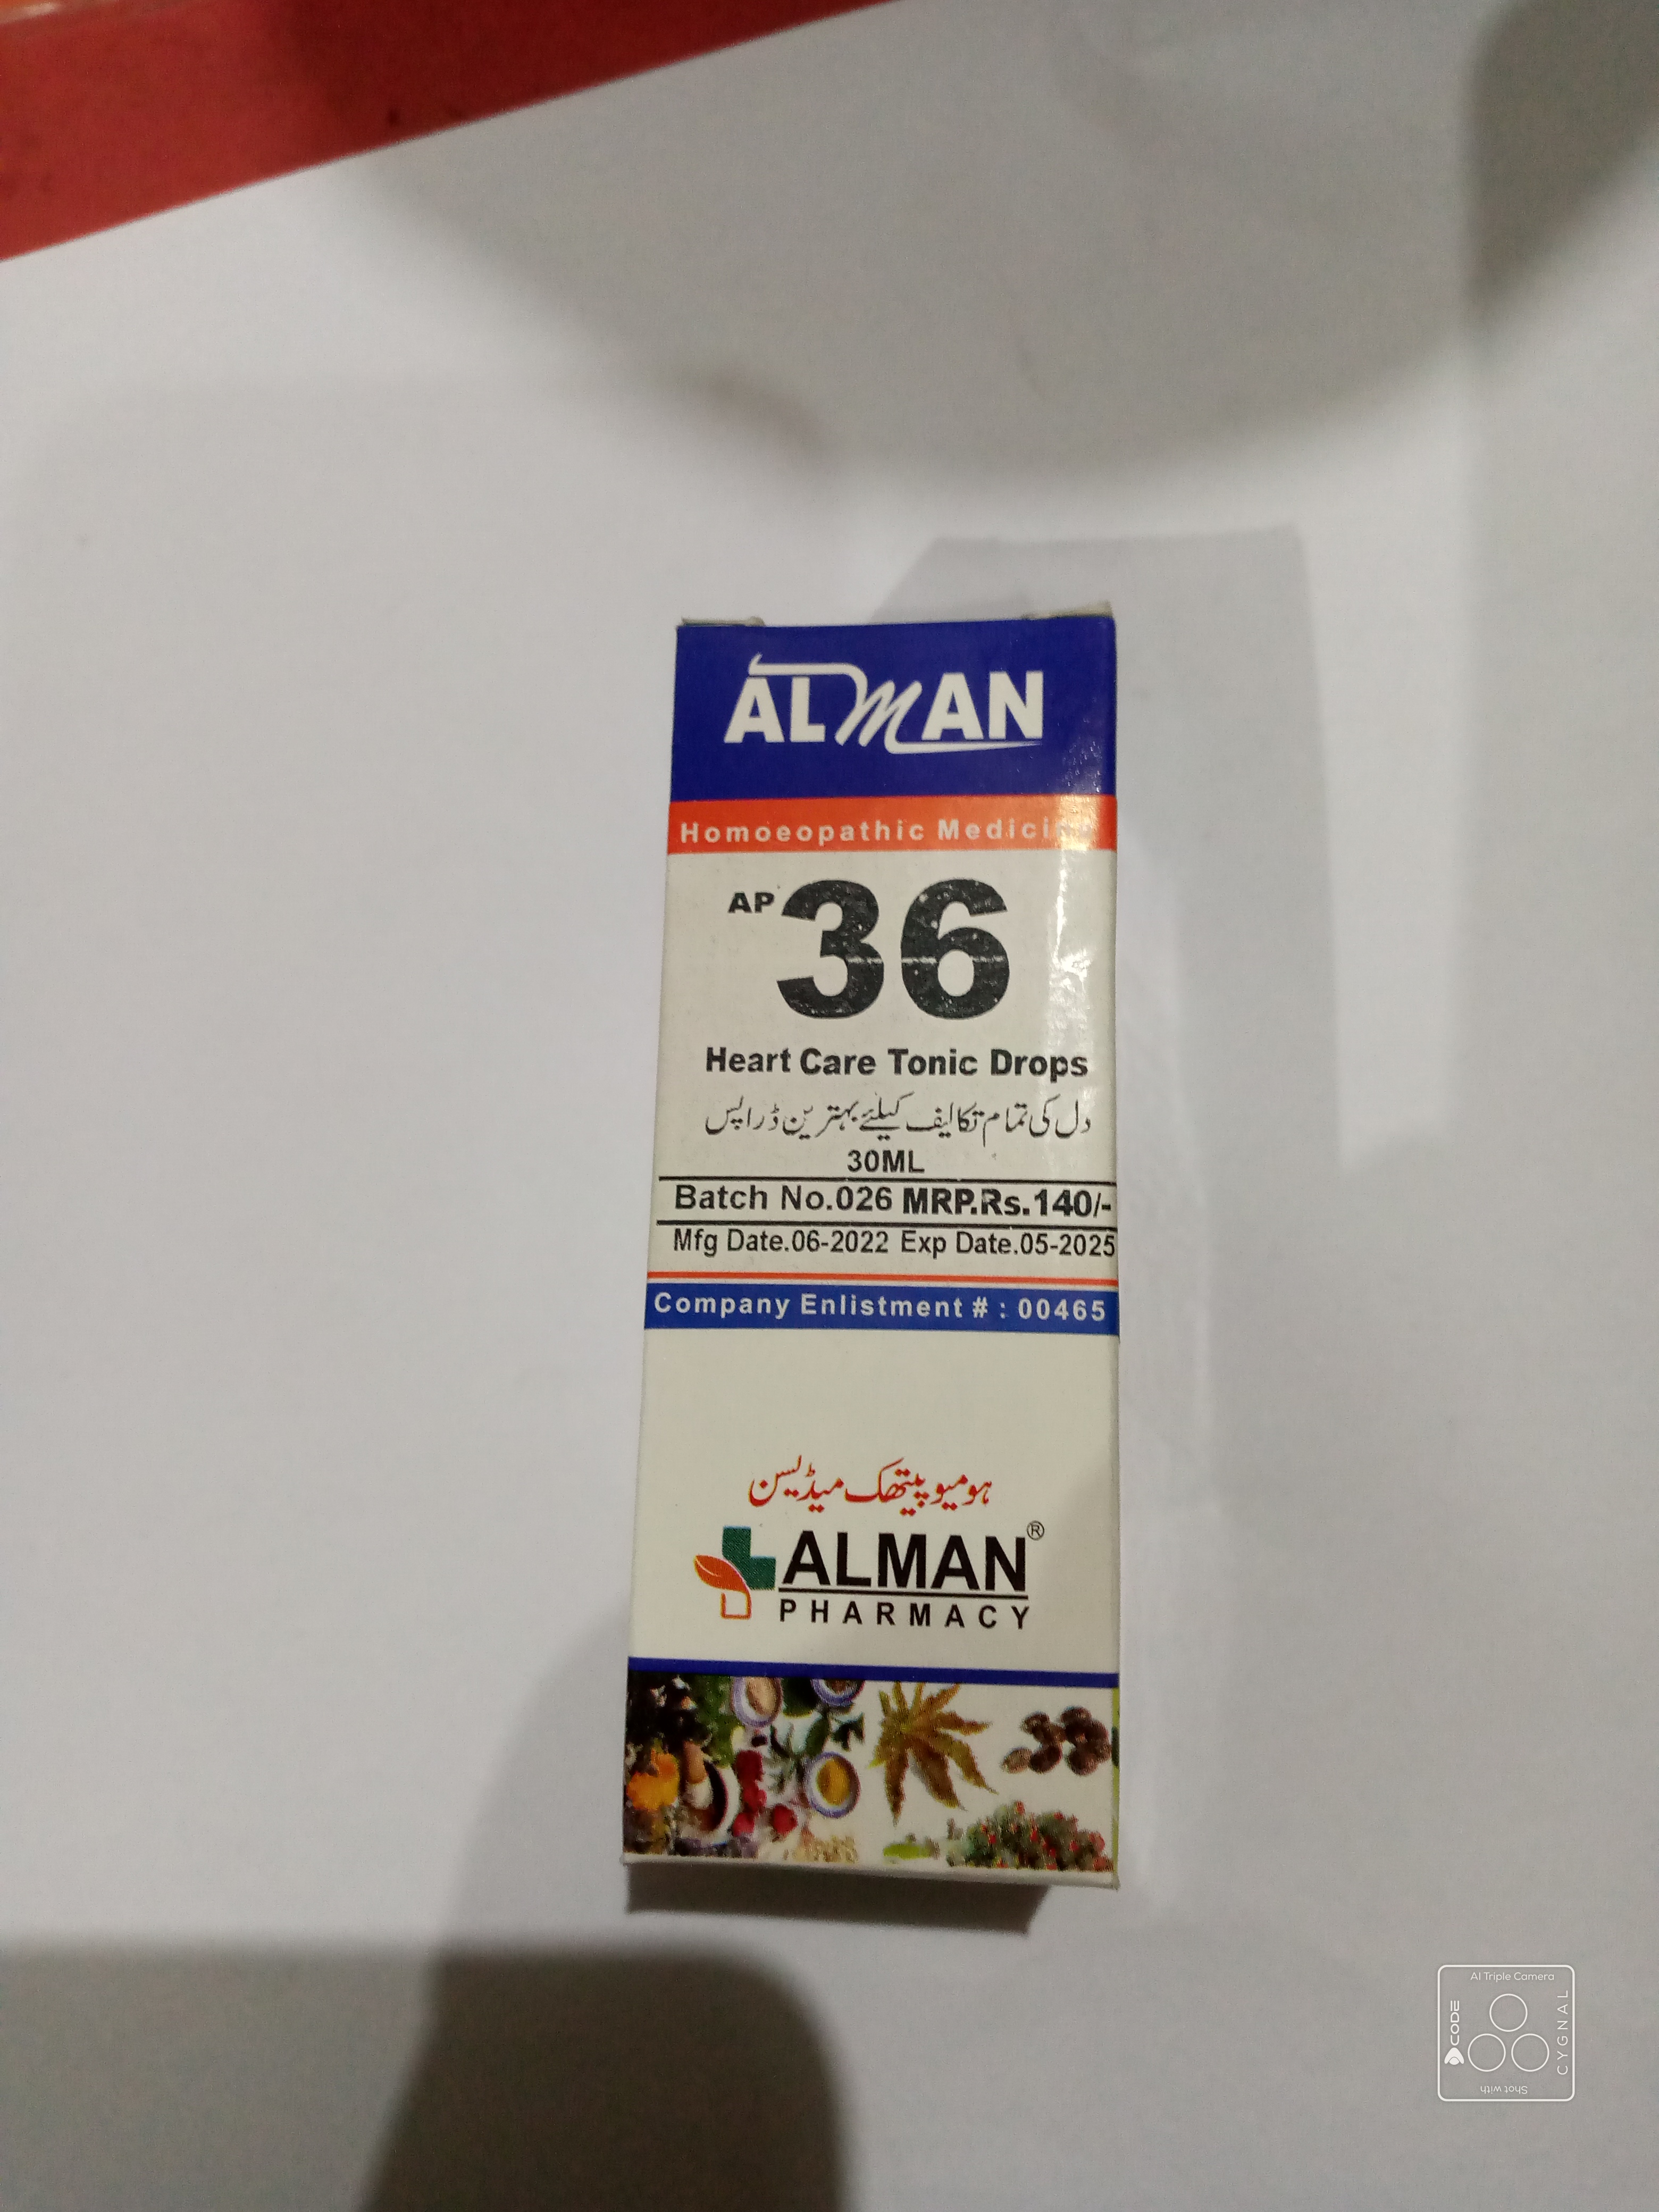 ALMAN
Homoeopathic Medicine
AP 36
Heart Care Tonic Drops
دل کی تمام تکالیف کیلئے بہترین ڈراپس
30ML
Batch No.026 MRP.Rs.140/-
Mfg Date.06-2022 Exp Date.05-2025
Company Enlistment # : 00465
ہومیوپیتھک میڈیسن
ALMAN®
PHARMACY
AI Triple Camera
CODE
CYGNAL
Shot with